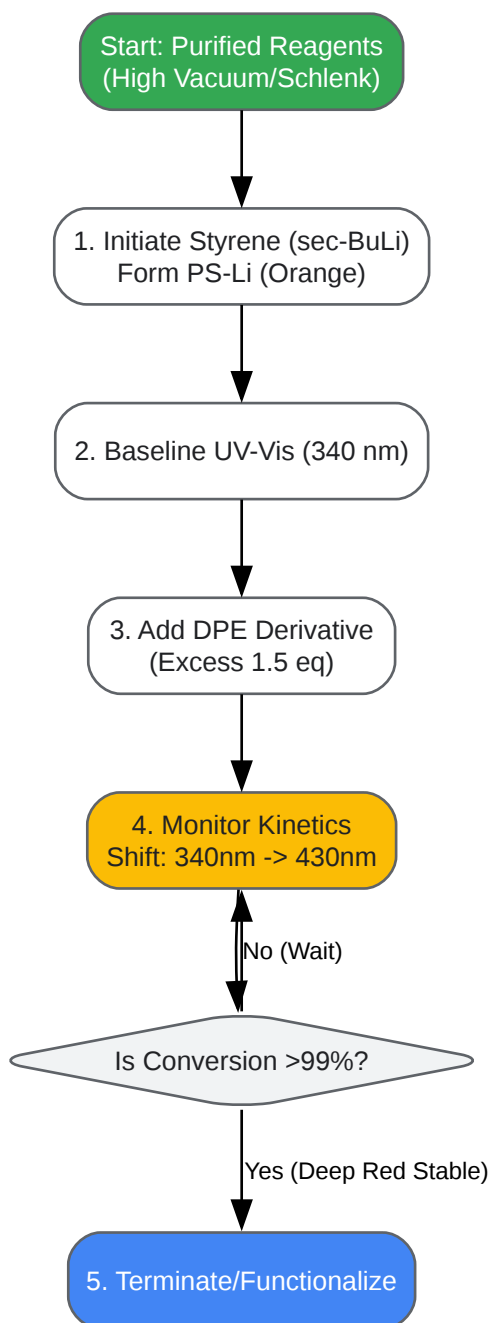 Start: Purified Reagents
(High Vacuum/Schlenk)
1. Initiate Styrene (sec-BuLi)
Form PS-Li (Orange)
2. Baseline UV-Vis (340 nm)
3. Add DPE Derivative
(Excess 1.5 eq)
4. Monitor Kinetics
Shift: 340nm -> 430nm
No (Wait)
Is Conversion >99%?
Yes (Deep Red Stable)
5. Terminate/Functionalize